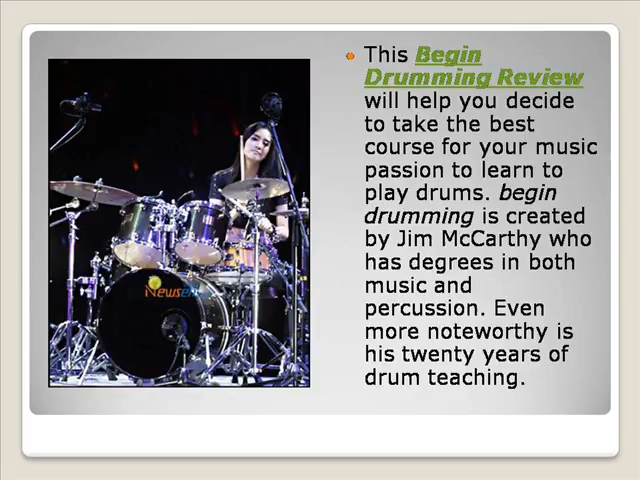 This Begin
Drumming Review
will help you decide
to take the best
course for your music
passion to learn to
play drums. begin
drumming is created
by Jim McCarthy who
has degrees in both
music and
percussion. Even
more noteworthy is
his twenty years of
drum teaching.